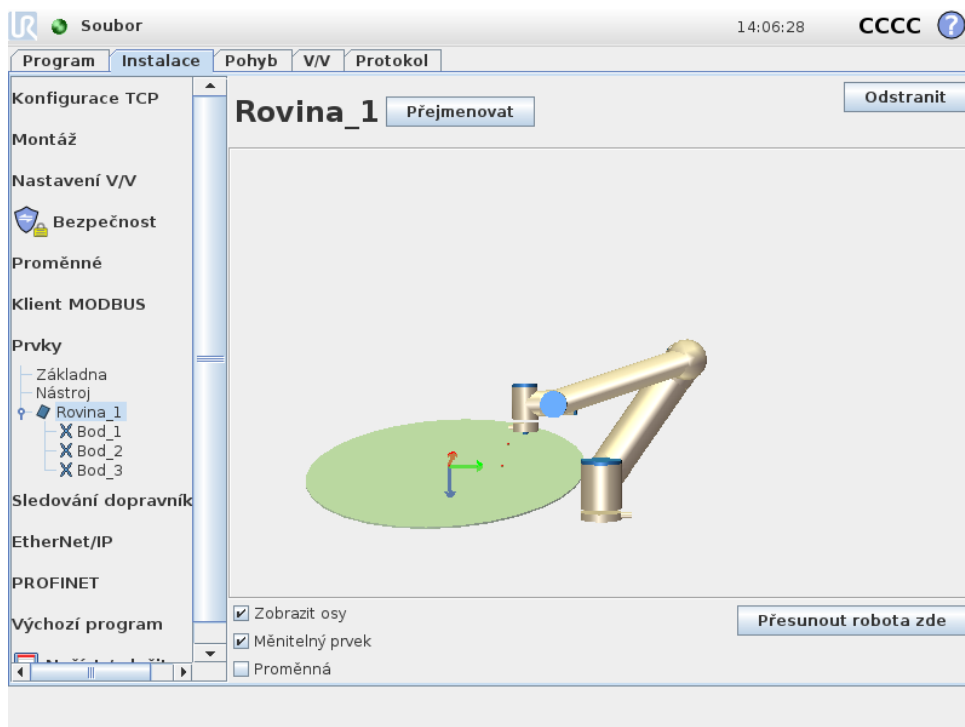 UR Soubor 14:06:28 CCCC ?
Program Instalace Pohyb V/V Protokol
Konfigurace TCP
Montáž
Nastavení V/V
Bezpečnost
Proměnné
Klient MODBUS
Prvky
Základna
Nástroj
Rovina_1
Bod_1
Bod_2
Bod_3
Sledování dopravník
EtherNet/IP
PROFINET
Výchozí program
Rovina_1 Přejmenovat Odstranit
Zobrazit osy
Měnitelný prvek
Proměnná
Přesunout robota zde